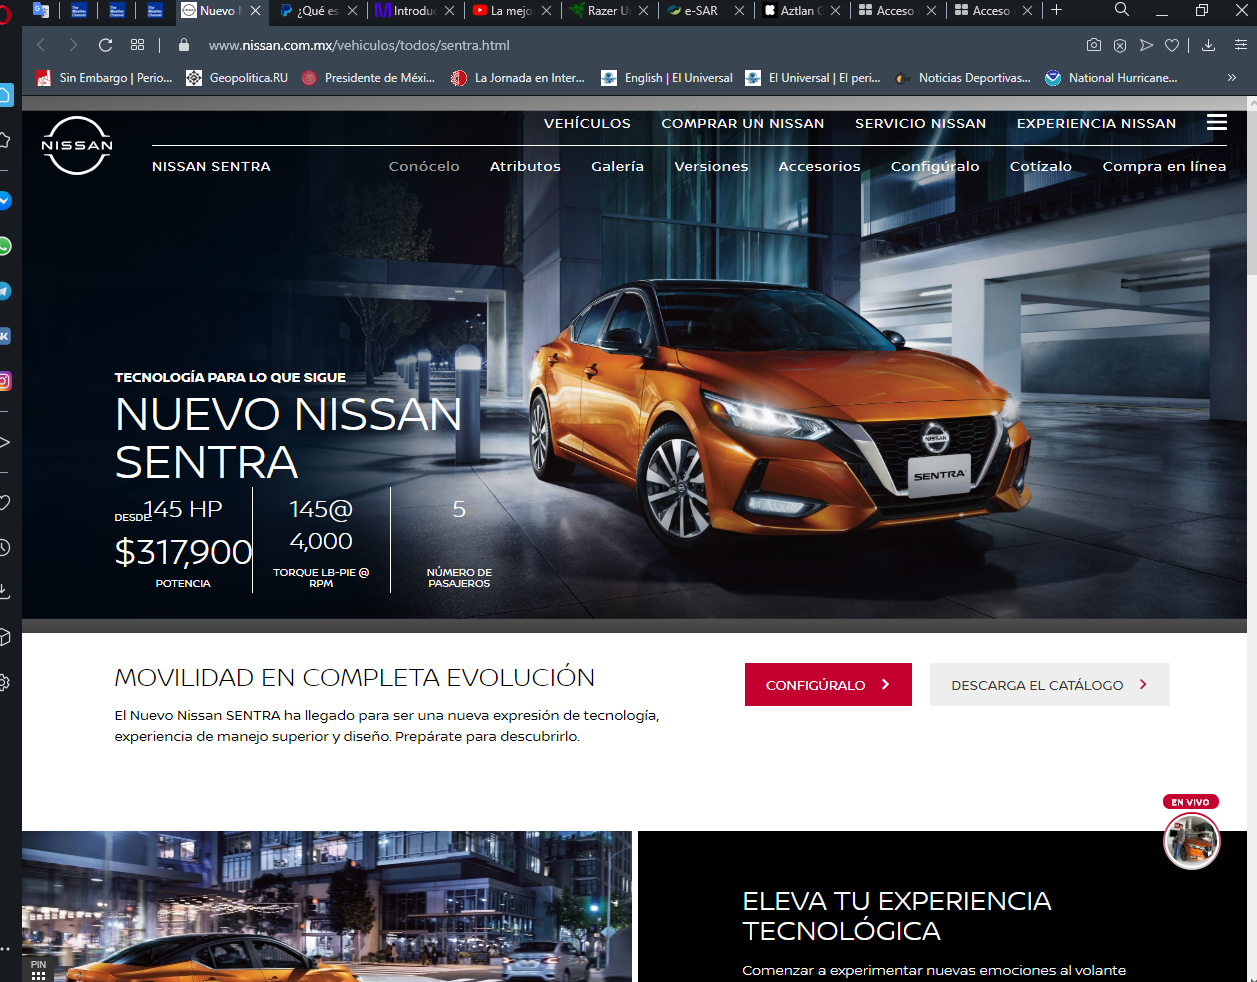 Nuevo N
¿Qué es
Introduc
La mejo
Razer U
e-SAR
Aztlan C
Acceso
Acceso
www.nissan.com.mx/vehiculos/todos/sentra.html
Sin Embargo | Perio...
Geopolitica.RU
Presidente de Méxi...
La Jornada en Inter...
English | El Universal
El Universal | El peri...
Noticias Deportivas...
National Hurricane...
NISSAN
VEHÍCULOS
COMPRAR UN NISSAN
SERVICIO NISSAN
EXPERIENCIA NISSAN
NISSAN SENTRA
Conócelo
Atributos
Galería
Versiones
Accesorios
Configúralo
Cotízalo
Compra en línea
TECNOLOGÍA PARA LO QUE SIGUE
NUEVO NISSAN
SENTRA
DESDE
$317,900
145 HP
POTENCIA
145@
4,000
TORQUE LB-PIE @
RPM
5
NÚMERO DE
PASAJEROS
NISSAN
SENTRA
MOVILIDAD EN COMPLETA EVOLUCIÓN
El Nuevo Nissan SENTRA ha llegado para ser una nueva expresión de tecnología,
experiencia de manejo superior y diseño. Prepárate para descubrirlo.
CONFIGÚRALO
DESCARGA EL CATÁLOGO
EN VIVO
ELEVA TU EXPERIENCIA
TECNOLÓGICA
Comenzar a experimentar nuevas emociones al volante
PIN